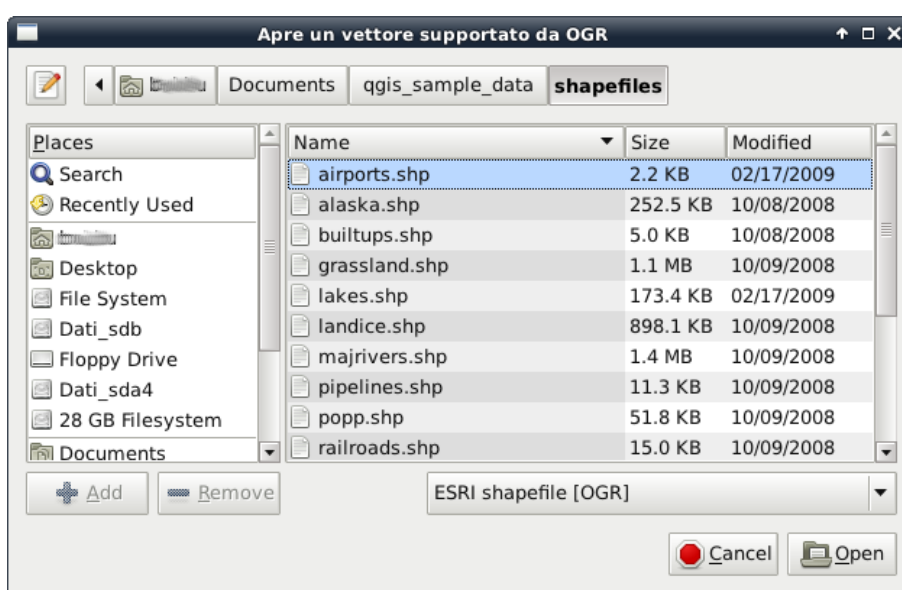 Apre un vettore supportato da OGR
Documents qgis_sample_data shapefiles
Places
Search
Recently Used
Desktop
File System
Dati_sdb
Floppy Drive
Dati_sda4
28 GB Filesystem
Documents
Name Size Modified
airports.shp 2.2 KB 02/17/2009
alaska.shp 252.5 KB 10/08/2008
builtups.shp 5.0 KB 10/08/2008
grassland.shp 1.1 MB 10/09/2008
lakes.shp 173.4 KB 02/17/2009
landice.shp 898.1 KB 10/09/2008
majrivers.shp 1.4 MB 10/09/2008
pipelines.shp 11.3 KB 10/09/2008
popp.shp 51.8 KB 10/09/2008
railroads.shp 15.0 KB 10/09/2008
Add Remove ESRI shapefile [OGR]
Cancel Open